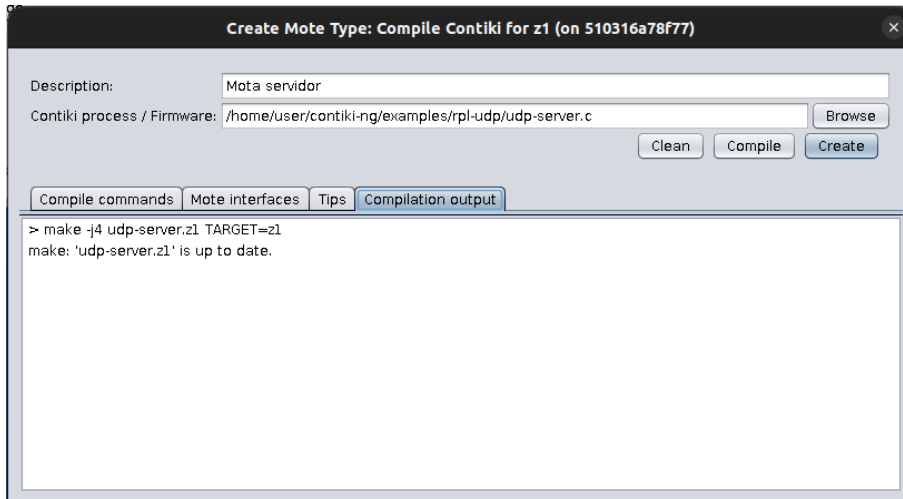 Create Mote Type: Compile Contiki for z1 (on 510316a78f77)
Description: Mota servidor
Contiki process / Firmware: /home/user/contiki-ng/examples/rpl-udp/udp-server.c Browse
Clean Compile Create
Compile commands Mote interfaces Tips Compilation output
> make -j4 udp-server.z1 TARGET=z1
make: 'udp-server.z1' is up to date.